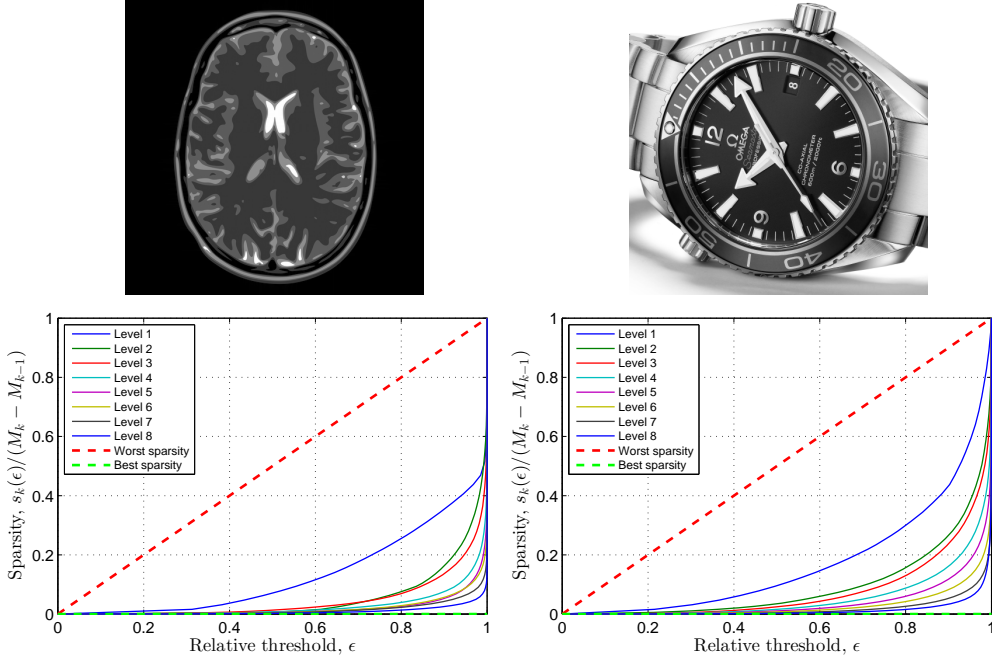 12
Ω
OMEGA
CO-AXIAL
CHRONOMETER
600m / 2000ft
8
9
6
20
30
40
50
1
0.8
0.6
0.4
0.2
0
Sparsity, s_k(ϵ)/(M_k − M_{k−1})
Level 1
Level 2
Level 3
Level 4
Level 5
Level 6
Level 7
Level 8
Worst sparsity
Best sparsity
0 0.2 0.4 0.6 0.8 1
Relative threshold, ϵ
1
0.8
0.6
0.4
0.2
0
Sparsity, s_k(ϵ)/(M_k − M_{k−1})
Level 1
Level 2
Level 3
Level 4
Level 5
Level 6
Level 7
Level 8
Worst sparsity
Best sparsity
0 0.2 0.4 0.6 0.8 1
Relative threshold, ϵ